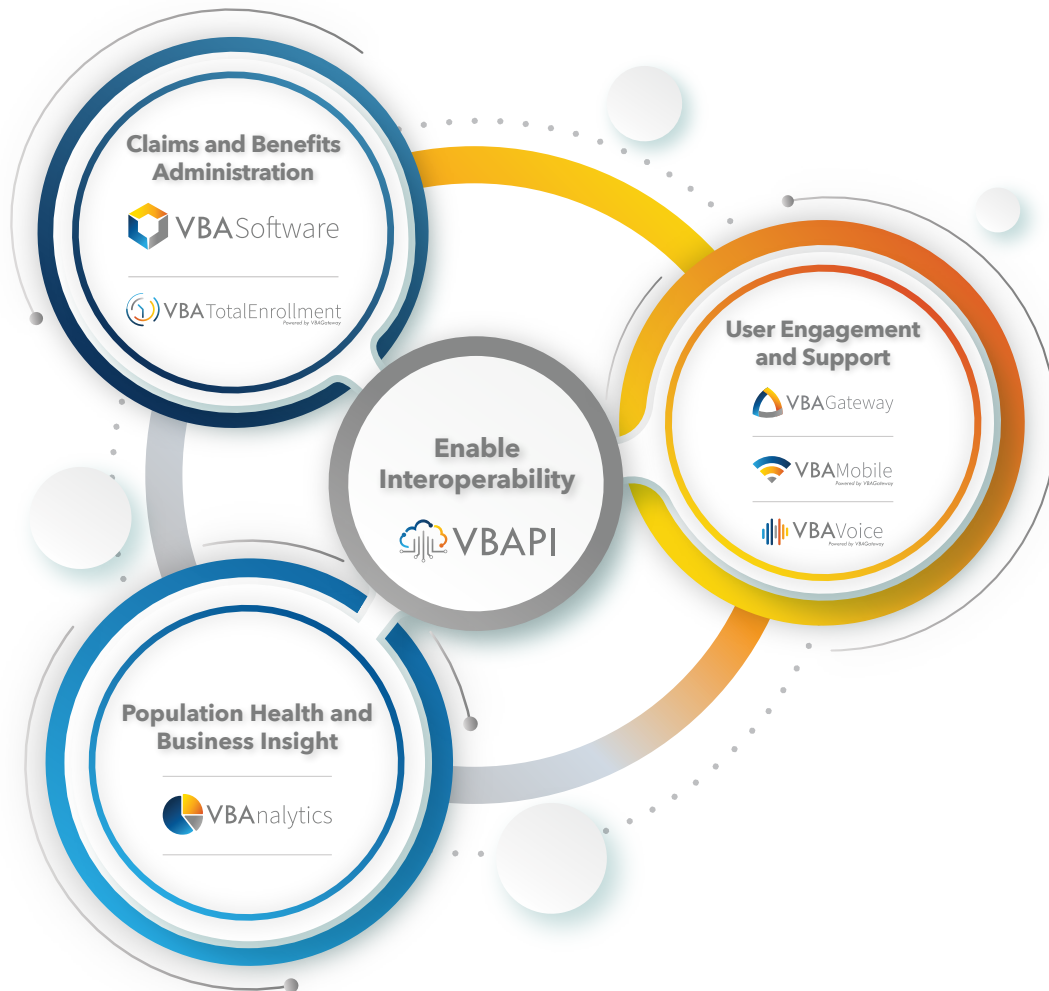 Claims and Benefits
Administration
VBASoftware
VBATotalEnrollment
Powered by VBAGateway
User Engagement
and Support
VBAGateway
VBAMobile
Powered by VBAGateway
VBAVoice
Powered by VBAGateway
Enable
Interoperability
VBAPI
Population Health and
Business Insight
VBAnalytics